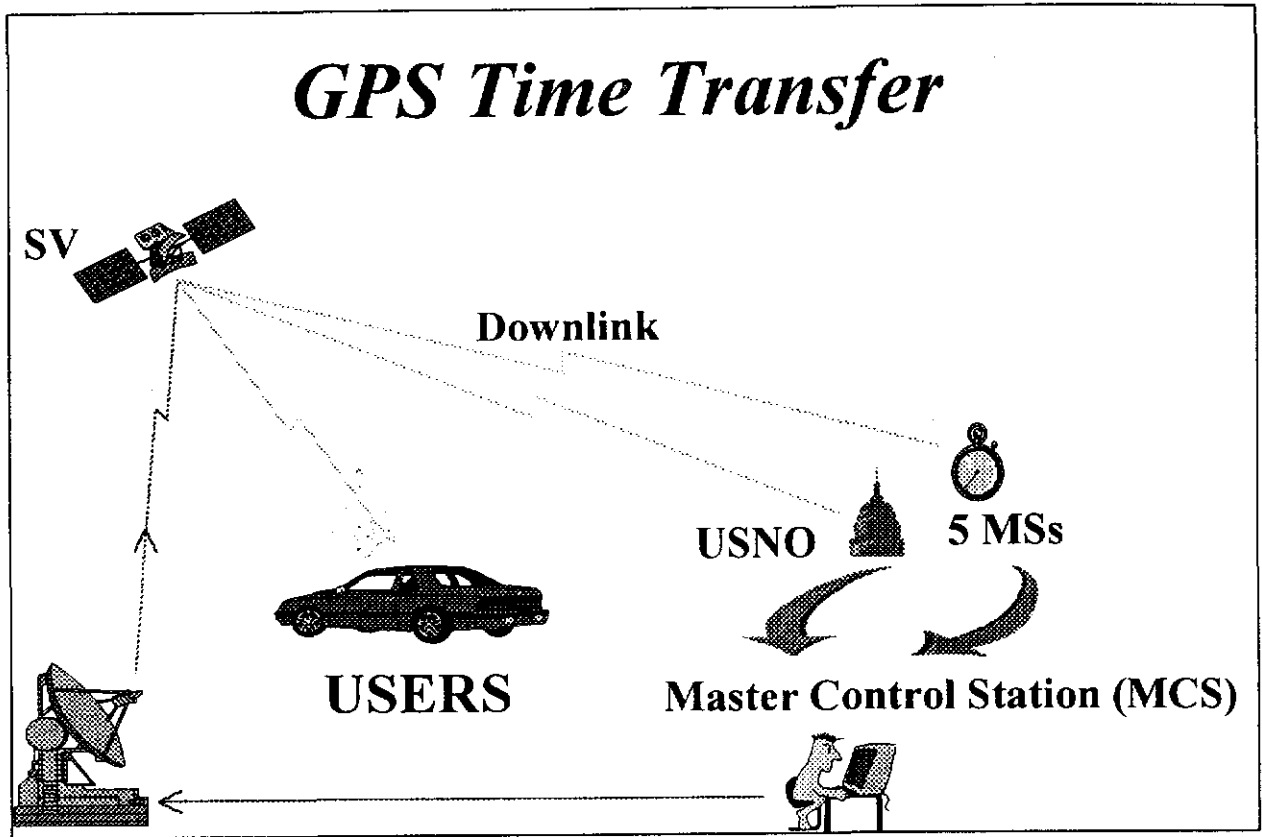 GPS Time Transfer
SV
Downlink
USNO
5 MSs
USERS
Master Control Station (MCS)